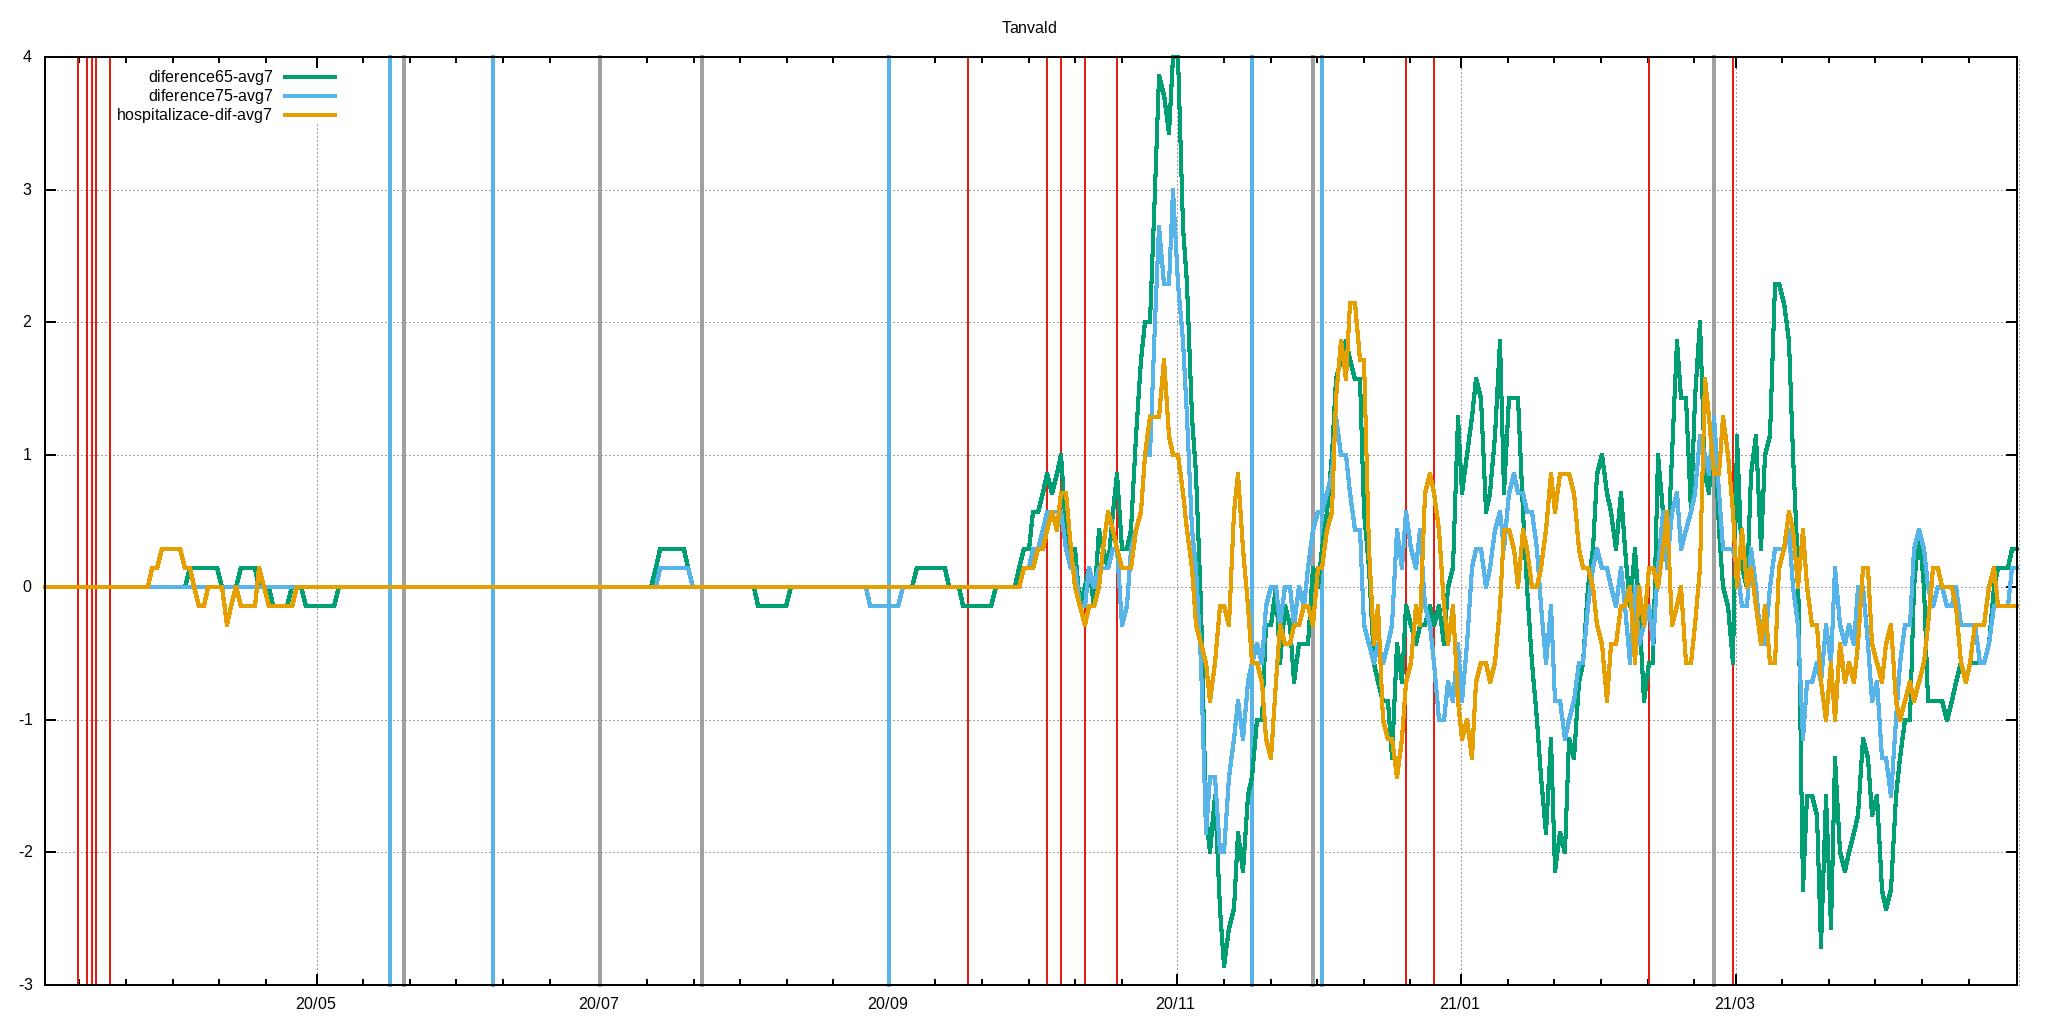 Tanvald
4
diference65-avg7
diference75-avg7
hospitalizace-dif-avg7
3
2
1
0
-1
-2
-3
20/05 20/07 20/09 20/11 21/01 21/03